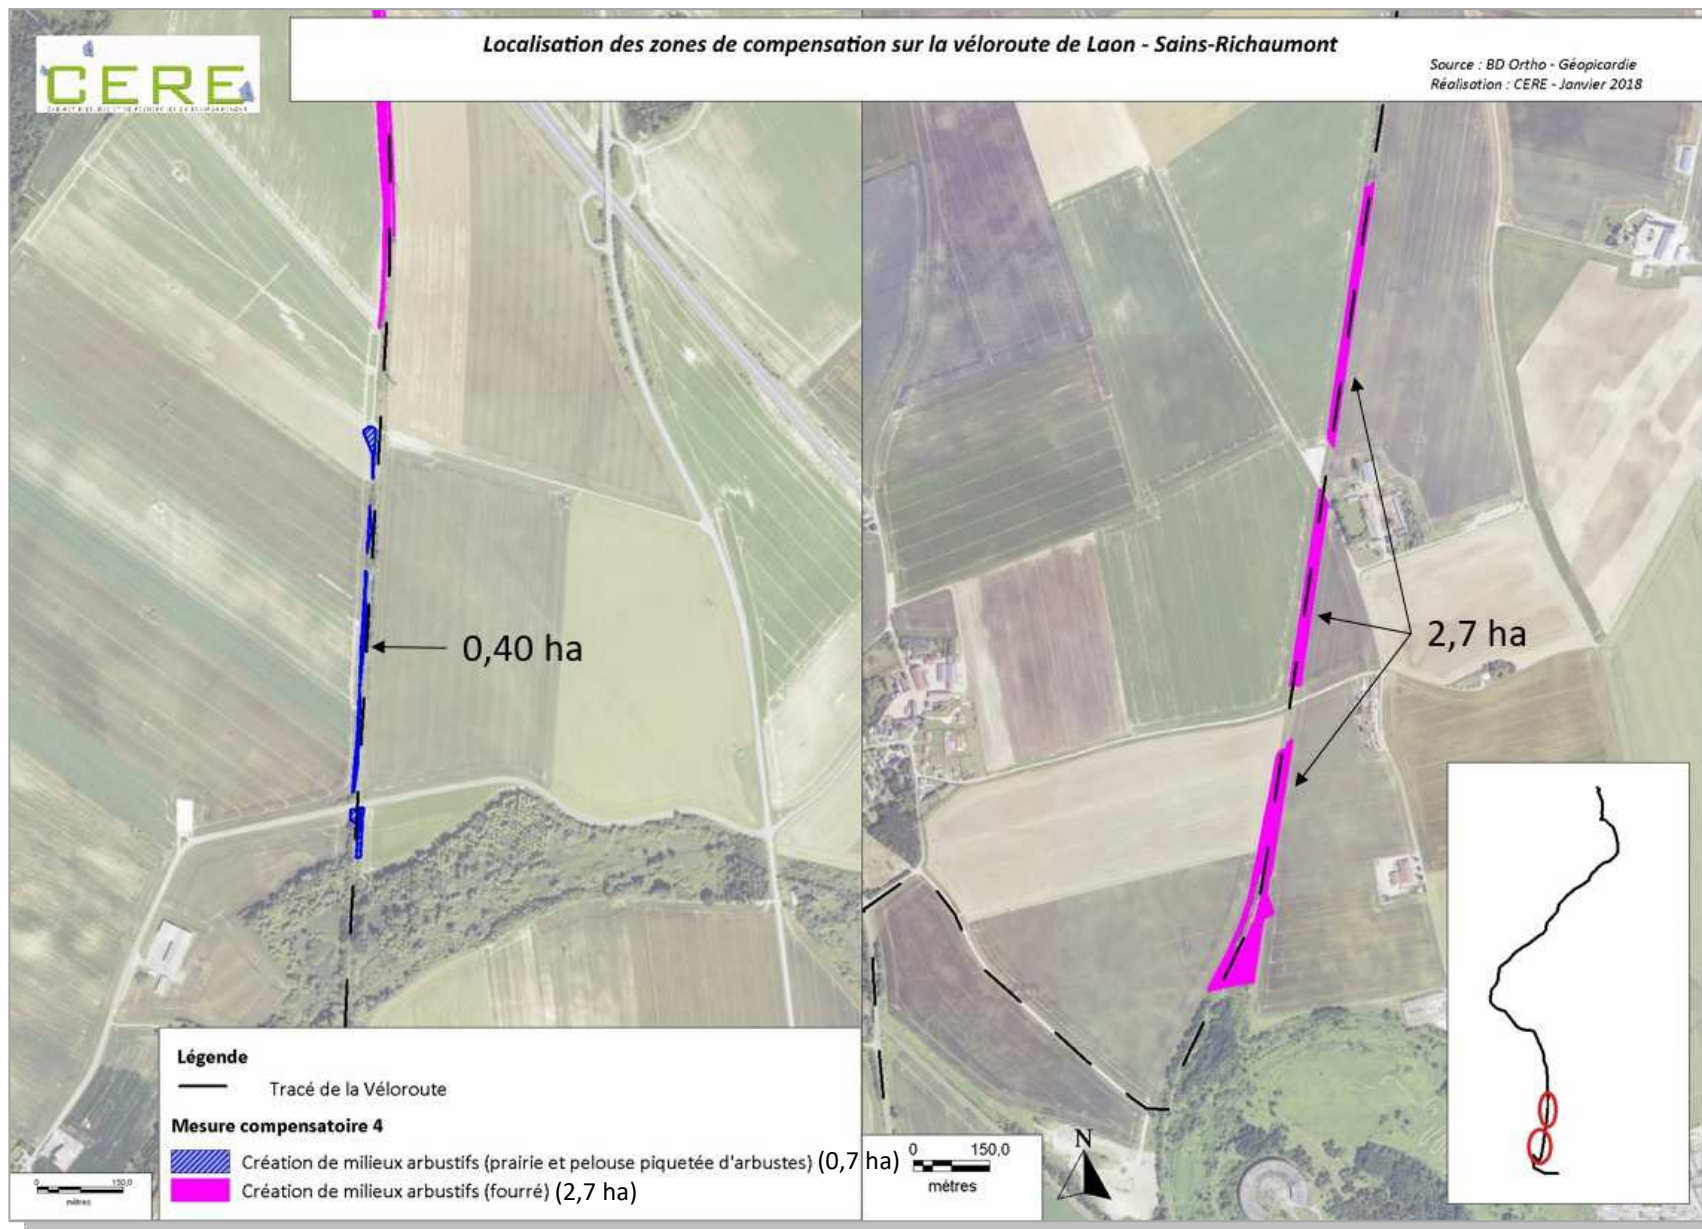 CERE
Localisation des zones de compensation sur la véloroute de Laon - Sains-Richaumont
Source : BD Ortho - Géopicardie
Réalisation : CERE - Janvier 2018
0,40 ha
2,7 ha
Légende
Tracé de la Véloroute
Mesure compensatoire 4
Création de milieux arbustifs (prairie et pelouse piquetée d'arbustes) (0,7 ha)
Création de milieux arbustifs (fourré) (2,7 ha)
0 150,0
mètres
0 150,0
mètres
N